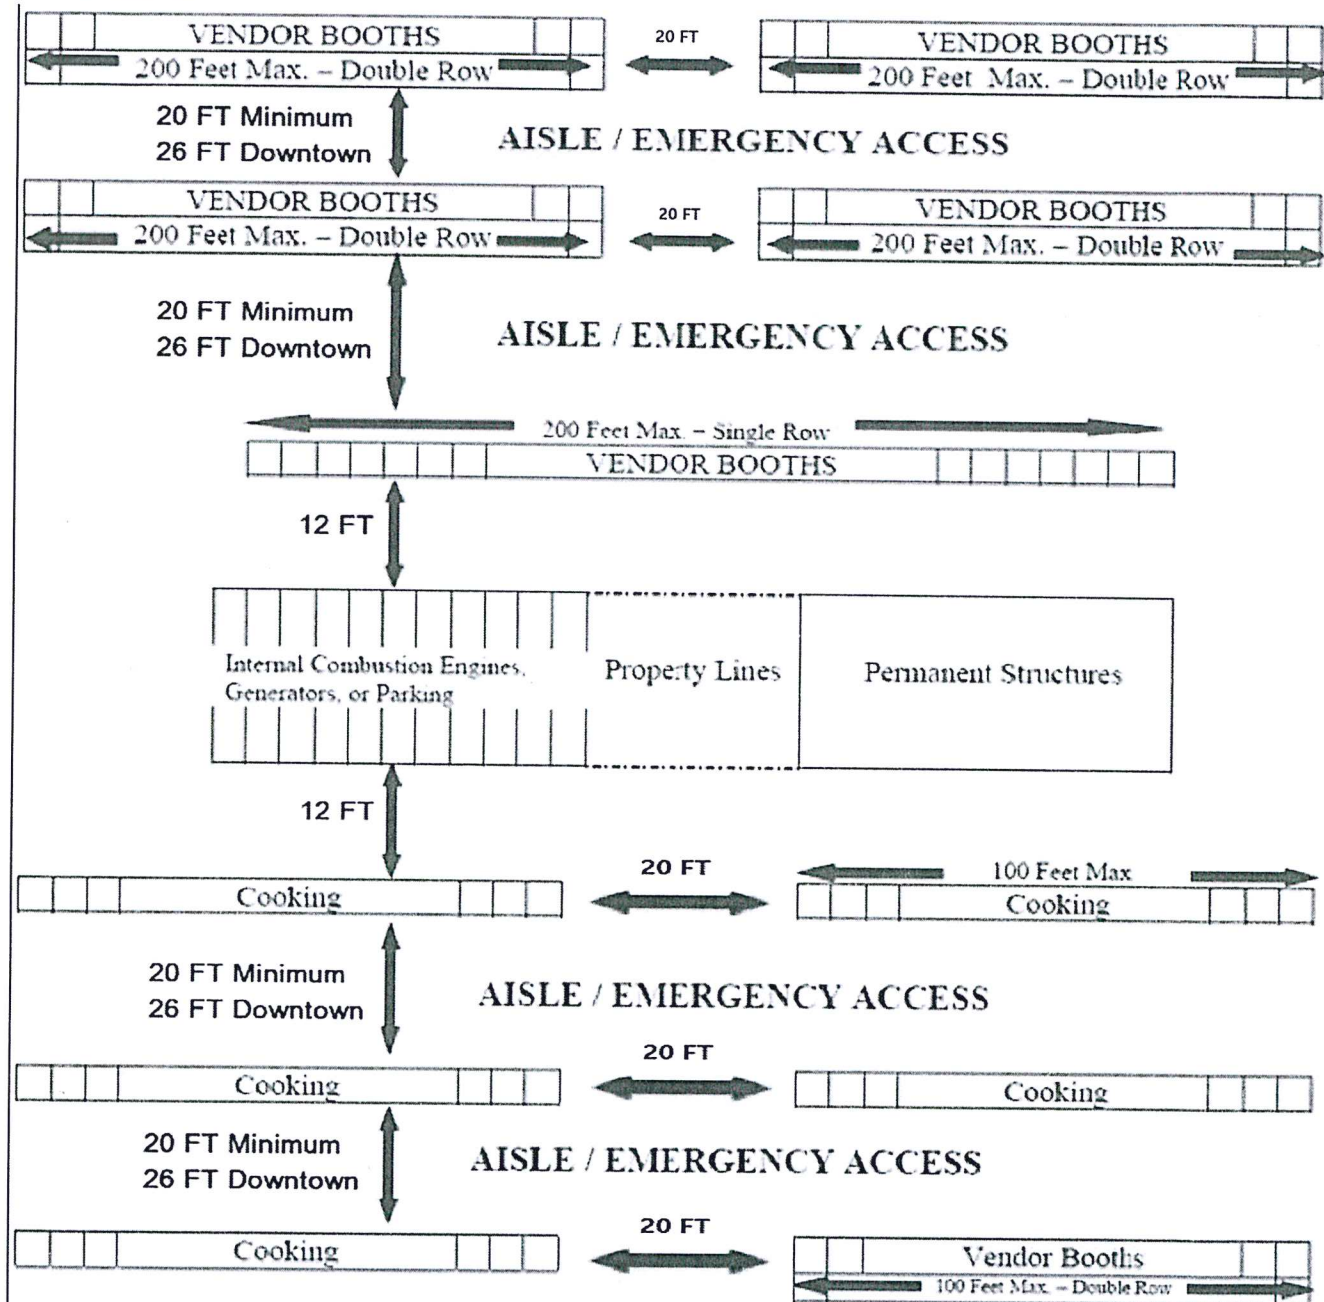 VENDOR BOOTHS
200 Feet Max. – Double Row
20 FT
VENDOR BOOTHS
200 Feet Max. – Double Row
20 FT Minimum
26 FT Downtown
AISLE / EMERGENCY ACCESS
VENDOR BOOTHS
200 Feet Max. – Double Row
20 FT
VENDOR BOOTHS
200 Feet Max. – Double Row
20 FT Minimum
26 FT Downtown
AISLE / EMERGENCY ACCESS
200 Feet Max. – Single Row
VENDOR BOOTHS
12 FT
Internal Combustion Engines,
Generators, or Parking
Property Lines
Permanent Structures
12 FT
Cooking
20 FT
100 Feet Max
Cooking
20 FT Minimum
26 FT Downtown
AISLE / EMERGENCY ACCESS
Cooking
20 FT
Cooking
20 FT Minimum
26 FT Downtown
AISLE / EMERGENCY ACCESS
Cooking
20 FT
Vendor Booths
100 Feet Max. – Double Row